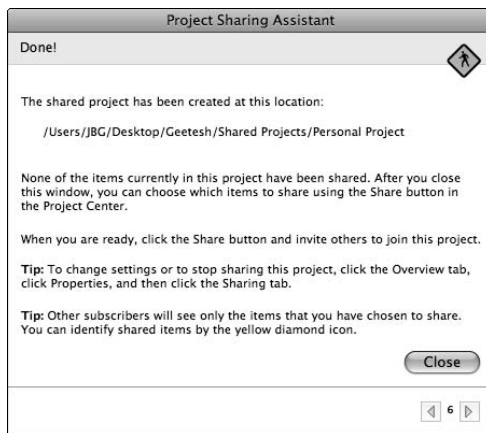 Project Sharing Assistant
Done!
The shared project has been created at this location:
/Users/JBG/Desktop/Geetesh/Shared Projects/Personal Project
None of the items currently in this project have been shared. After you close
this window, you can choose which items to share using the Share button in
the Project Center.
When you are ready, click the Share button and invite others to join this project.
Tip: To change settings or to stop sharing this project, click the Overview tab,
click Properties, and then click the Sharing tab.
Tip: Other subscribers will see only the items that you have chosen to share.
You can identify shared items by the yellow diamond icon.
Close
6